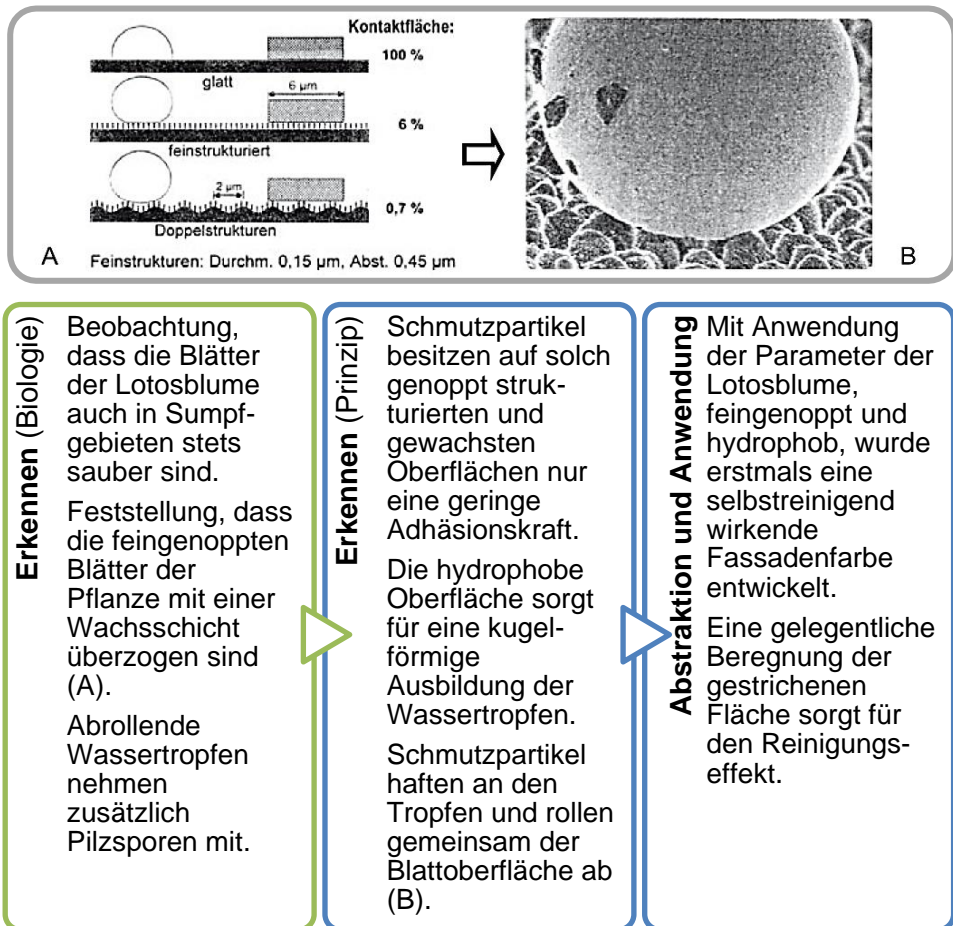 Kontaktfläche:
100 %
glatt
6 µm
6 %
feinstrukturiert
2 µm
0,7 %
Doppelstrukturen
A
Feinstrukturen: Durchm. 0,15 µm, Abst. 0,45 µm
B
Erkennen (Biologie)
Beobachtung,
dass die Blätter
der Lotosblume
auch in Sumpf-
gebieten stets
sauber sind.
Feststellung, dass
die feingenoppten
Blätter der
Pflanze mit einer
Wachsschicht
überzogen sind
(A).
Abrollende
Wassertropfen
nehmen
zusätzlich
Pilzsporen mit.
Erkennen (Prinzip)
Schmutzpartikel
besitzen auf solch
genoppt struk-
turierten und
gewachsten
Oberflächen nur
eine geringe
Adhäsionskraft.
Die hydrophobe
Oberfläche sorgt
für eine kugel-
förmige
Ausbildung der
Wassertropfen.
Schmutzpartikel
haften an den
Tropfen und rollen
gemeinsam der
Blattoberfläche ab
(B).
Abstraktion und Anwendung
Mit Anwendung
der Parameter der
Lotosblume,
feingenoppt und
hydrophob, wurde
erstmals eine
selbstreinigend
wirkende
Fassadenfarbe
entwickelt.
Eine gelegentliche
Beregnung der
gestrichenen
Fläche sorgt für
den Reinigungs-
effekt.